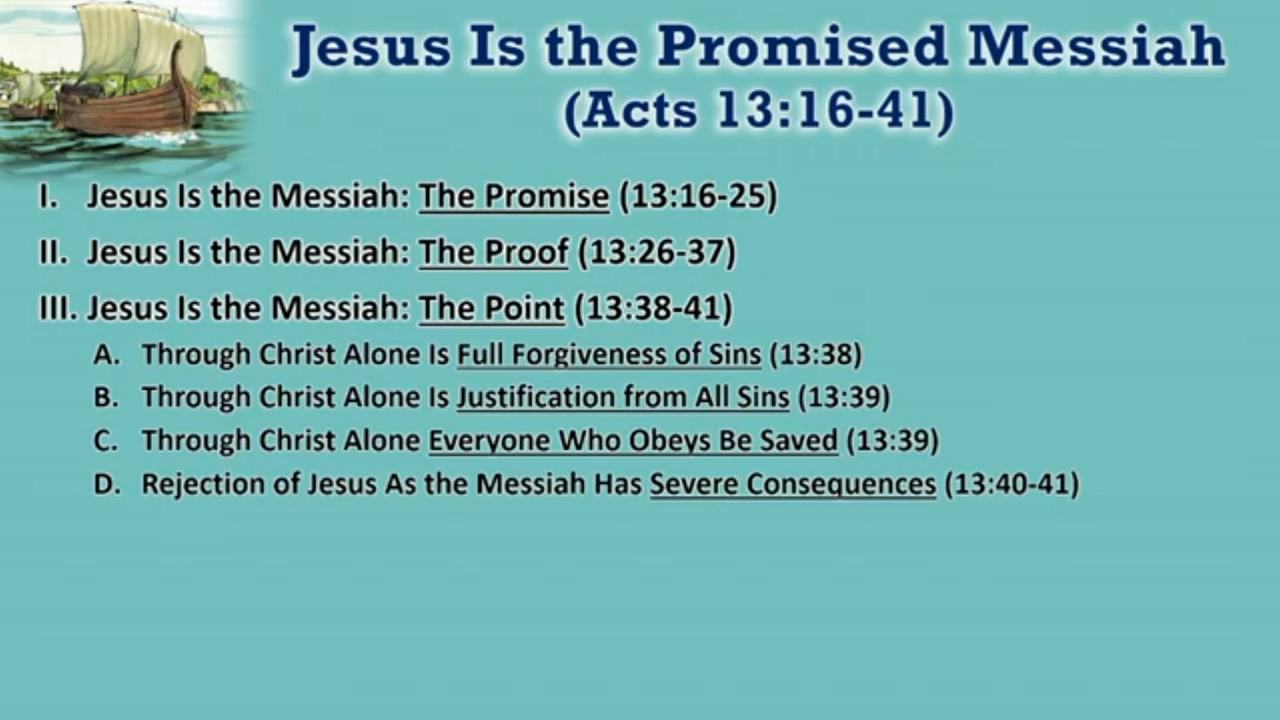 Jesus Is the Promised Messiah
(Acts 13:16-41)
I. Jesus Is the Messiah: The Promise (13:16-25)
II. Jesus Is the Messiah: The Proof (13:26-37)
III. Jesus Is the Messiah: The Point (13:38-41)
A. Through Christ Alone Is Full Forgiveness of Sins (13:38)
B. Through Christ Alone Is Justification from All Sins (13:39)
C. Through Christ Alone Everyone Who Obeys Be Saved (13:39)
D. Rejection of Jesus As the Messiah Has Severe Consequences (13:40-41)